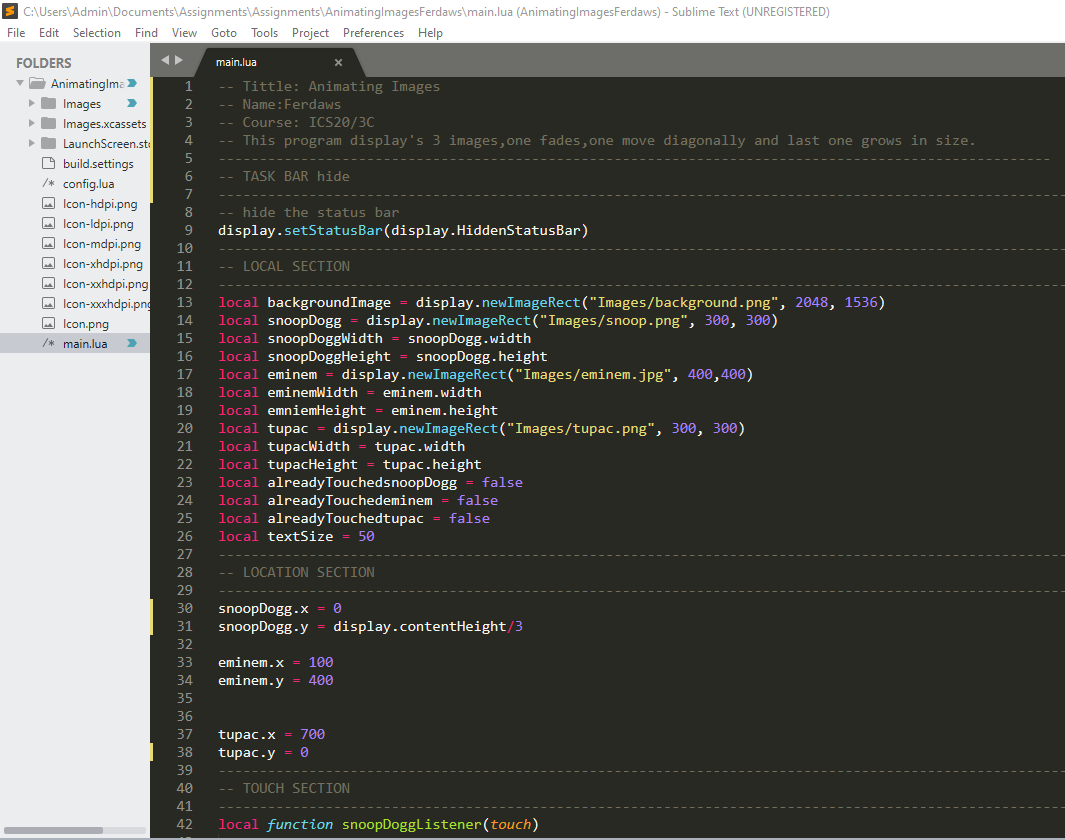 C:\Users\Admin\Documents\Assignments\Assignments\AnimatingImagesFerdaws\main.lua (AnimatingImagesFerdaws) - Sublime Text (UNREGISTERED)
File Edit Selection Find View Goto Tools Project Preferences Help
FOLDERS
AnimatingIma
Images
Images.xcassets
LaunchScreen.sto
build.settings
/* config.lua
Icon-hdpi.png
Icon-ldpi.png
Icon-mdpi.png
Icon-xhdpi.png
Icon-xxhdpi.png
Icon-xxxhdpi.png
Icon.png
/* main.lua
main.lua ×
1 -- Tittle: Animating Images
2 -- Name:Ferdaws
3 -- Course: ICS20/3C
4 -- This program display's 3 images,one fades,one move diagonally and last one grows in size.
5 -----------------------------------------------------------------------------------------
6 -- TASK BAR hide
7 -----------------------------------------------------------------------------------------
8 -- hide the status bar
9 display.setStatusBar(display.HiddenStatusBar)
10 -----------------------------------------------------------------------------------------
11 -- LOCAL SECTION
12 -----------------------------------------------------------------------------------------
13 local backgroundImage = display.newImageRect("Images/background.png", 2048, 1536)
14 local snoopDogg = display.newImageRect("Images/snoop.png", 300, 300)
15 local snoopDoggWidth = snoopDogg.width
16 local snoopDoggHeight = snoopDogg.height
17 local eminem = display.newImageRect("Images/eminem.jpg", 400,400)
18 local eminemWidth = eminem.width
19 local emniemHeight = eminem.height
20 local tupac = display.newImageRect("Images/tupac.png", 300, 300)
21 local tupacWidth = tupac.width
22 local tupacHeight = tupac.height
23 local alreadyTouchedsnoopDogg = false
24 local alreadyTouchedeminem = false
25 local alreadyTouchedtupac = false
26 local textSize = 50
27 -----------------------------------------------------------------------------------------
28 -- LOCATION SECTION
29 -----------------------------------------------------------------------------------------
30 snoopDogg.x = 0
31 snoopDogg.y = display.contentHeight/3
32
33 eminem.x = 100
34 eminem.y = 400
35
36
37 tupac.x = 700
38 tupac.y = 0
39 -----------------------------------------------------------------------------------------
40 -- TOUCH SECTION
41 -----------------------------------------------------------------------------------------
42 local function snoopDoggListener(touch)